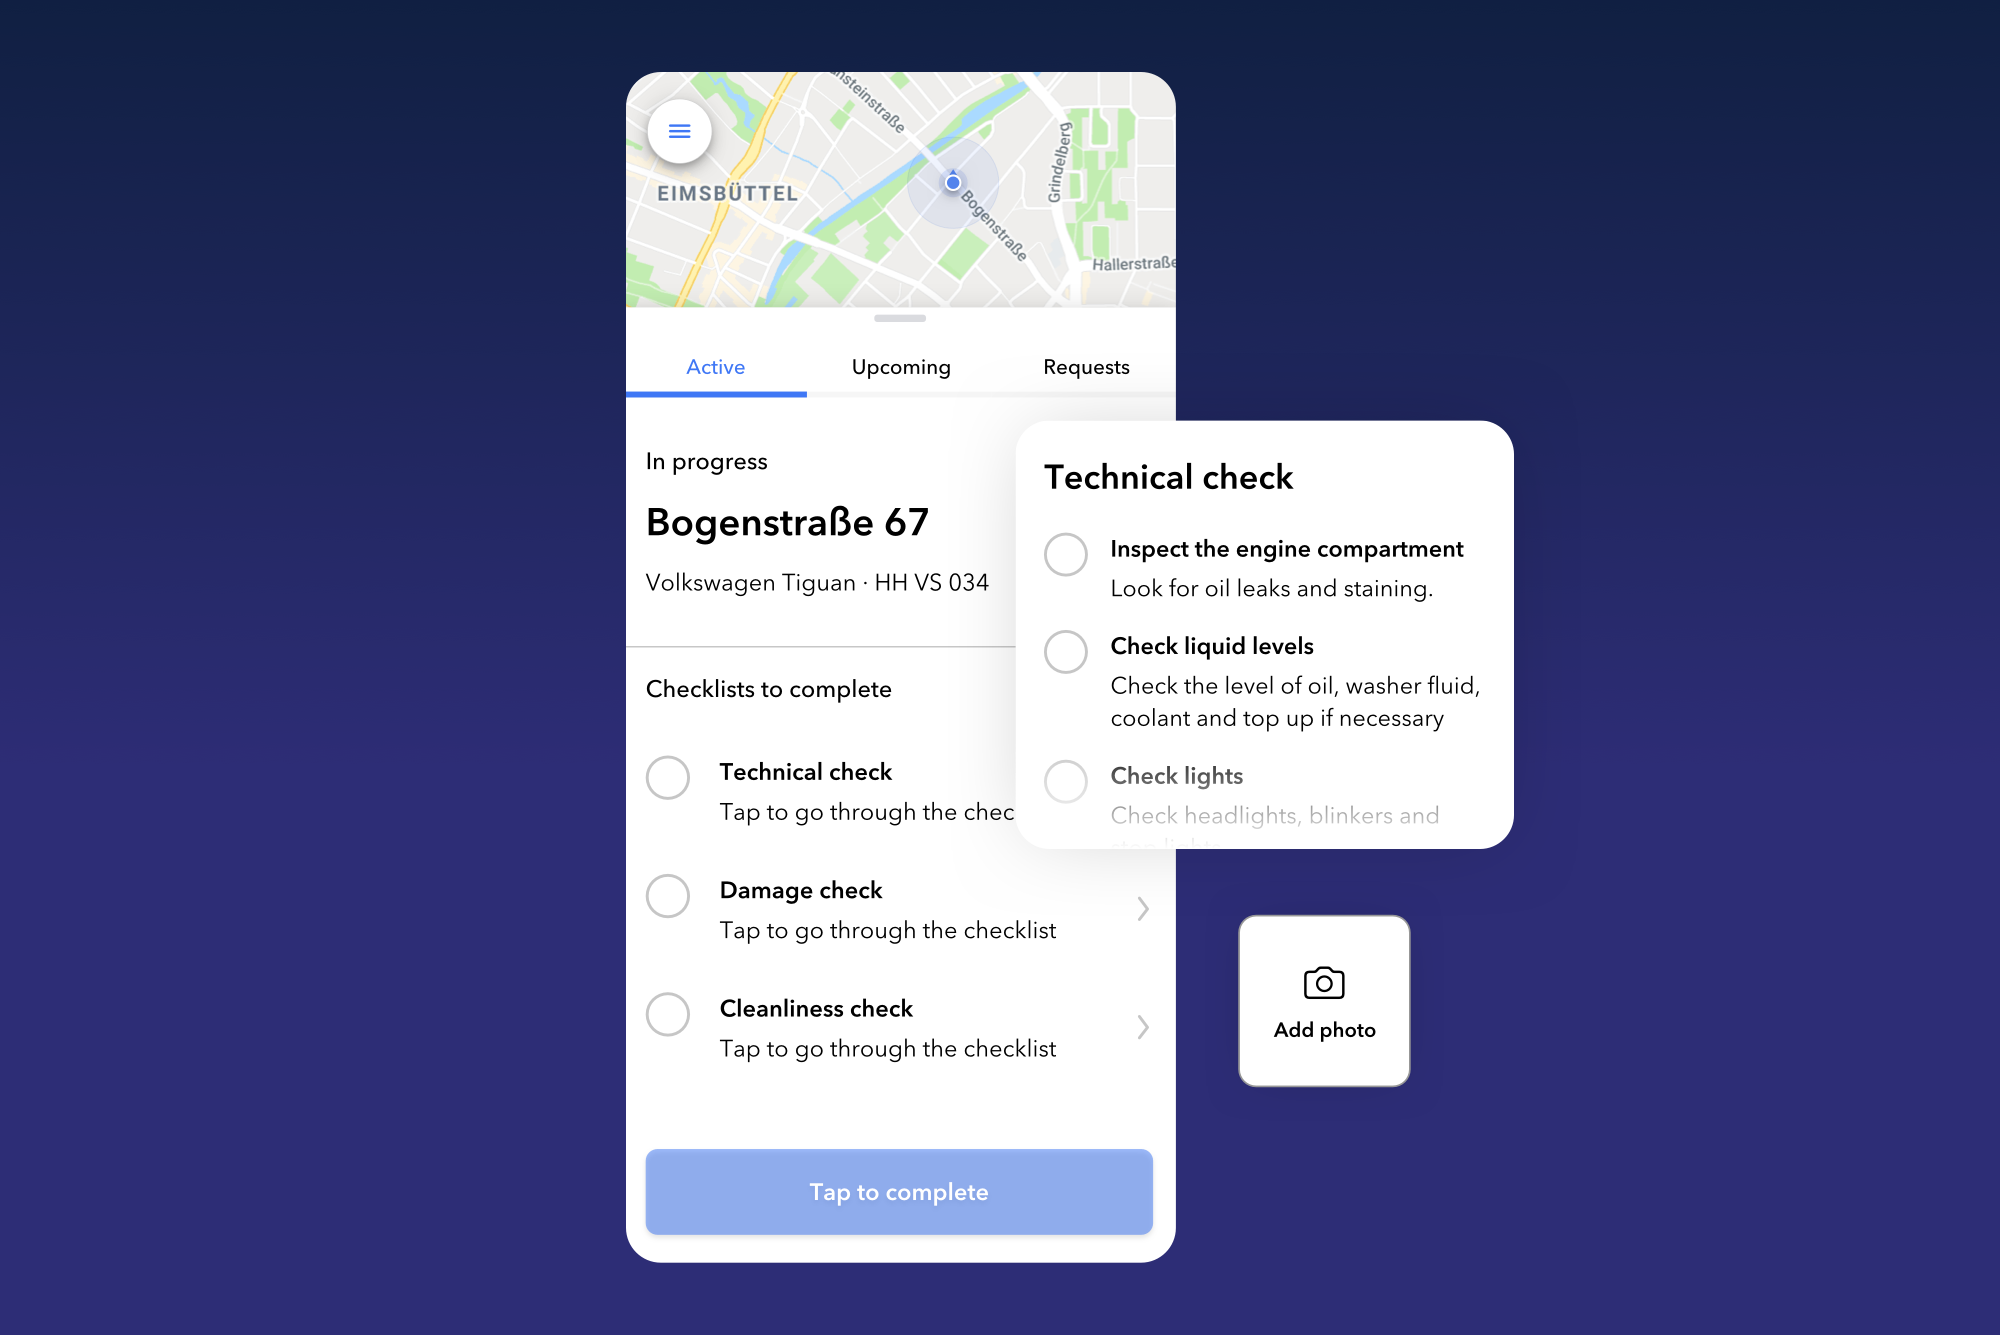 EIMSBÜTTEL
Bogenstraße
Grindelberg
Hallerstraße
Active
Upcoming
Requests
In progress
Bogenstraße 67
Volkswagen Tiguan · HH VS 034
Checklists to complete
Technical check
Tap to go through the chec
Damage check
Tap to go through the checklist
Cleanliness check
Tap to go through the checklist
Tap to complete
Technical check
Inspect the engine compartment
Look for oil leaks and staining.
Check liquid levels
Check the level of oil, washer fluid,
coolant and top up if necessary
Check lights
Check headlights, blinkers and
Add photo